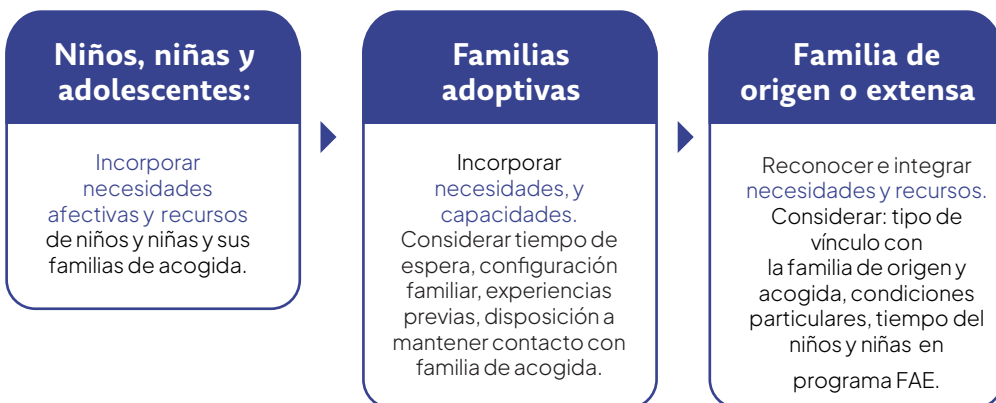 Niños, niñas y
adolescentes:
Incorporar
necesidades
afectivas y recursos
de niños y niñas y sus
familias de acogida.
Familias
adoptivas
Incorporar
necesidades, y
capacidades.
Considerar tiempo de
espera, configuración
familiar, experiencias
previas, disposición a
mantener contacto con
familia de acogida.
Familia de
origen o extensa
Reconocer e integrar
necesidades y recursos.
Considerar: tipo de
vínculo con
la familia de origen y
acogida, condiciones
particulares, tiempo del
niños y niñas en
programa FAE.